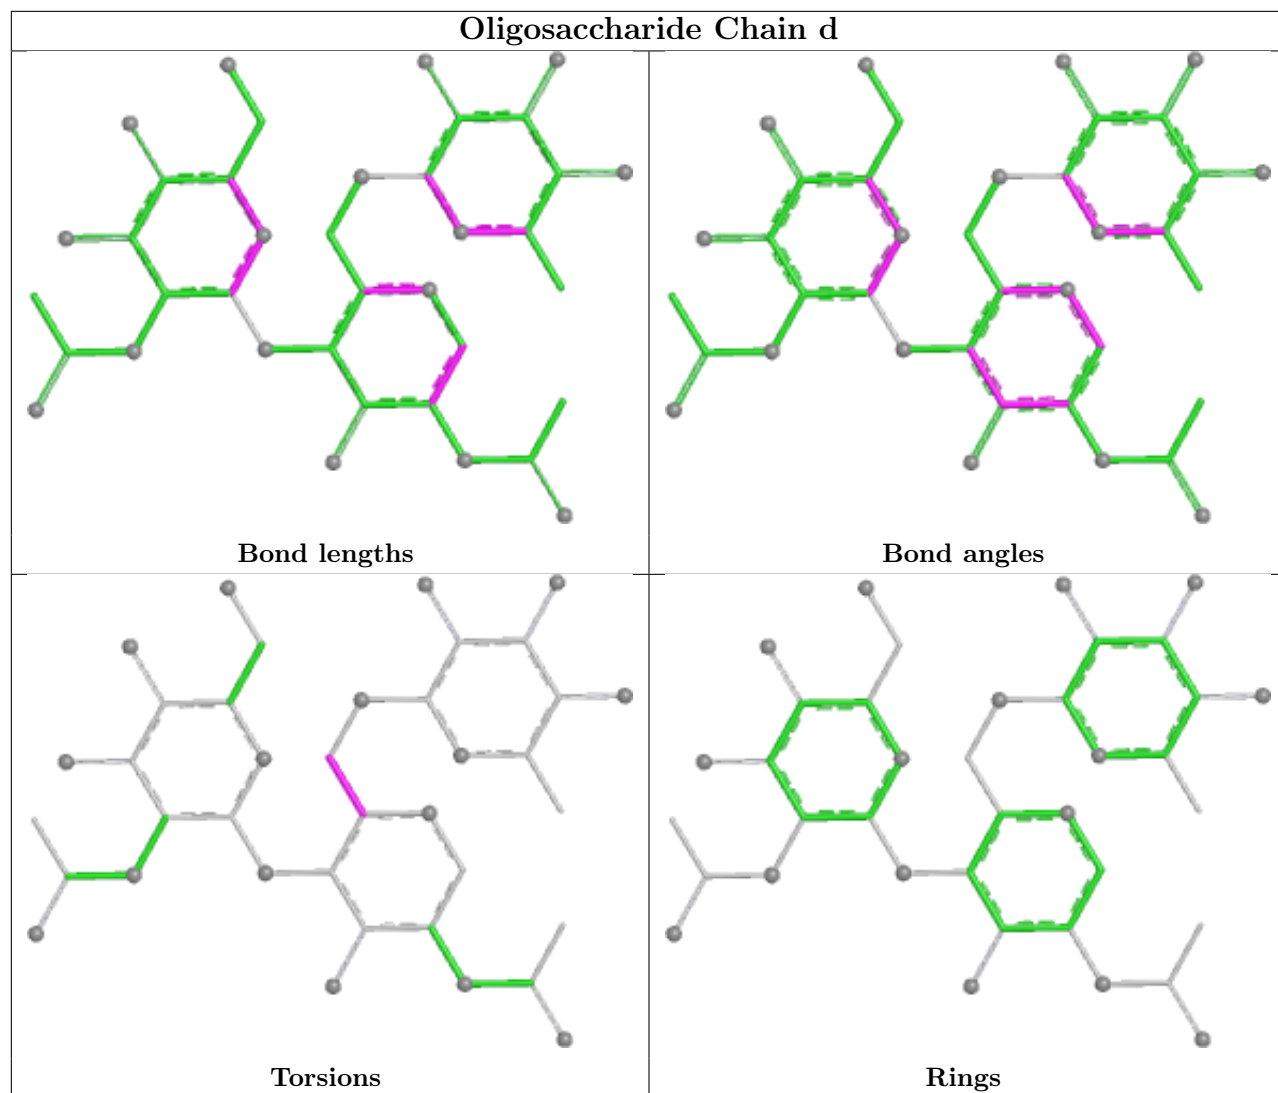 Oligosaccharide Chain d
Bond lengths
Bond angles
Torsions
Rings